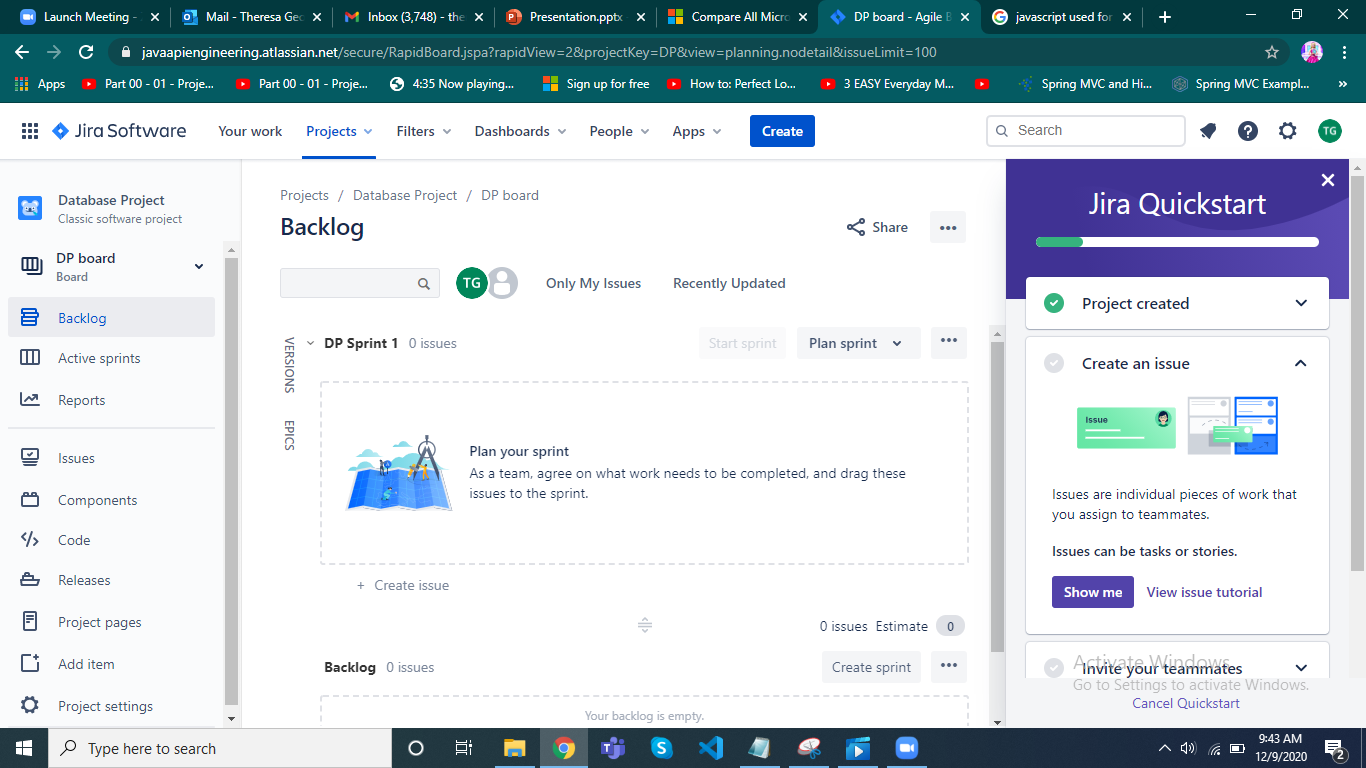 Launch Meeting -
Mail - Theresa Geo
Inbox (3,748) - the
Presentation.pptx
Compare All Micro
DP board - Agile B
javascript used for
javaapiengineering.atlassian.net/secure/RapidBoard.jspa?rapidView=2&projectKey=DP&view=planning.nodetail&issueLimit=100
Apps
Part 00 - 01 - Proje...
Part 00 - 01 - Proje...
4:35 Now playing...
Sign up for free
How to: Perfect Lo...
3 EASY Everyday M...
Spring MVC and Hi...
Spring MVC Exampl...
»
Jira Software
Your work
Projects
Filters
Dashboards
People
Apps
Create
Search
TG
Database Project
Classic software project
DP board
Board
Backlog
Active sprints
Reports
Issues
Components
Code
Releases
Project pages
Add item
Project settings
Projects / Database Project / DP board
Backlog
Share
TG
Only My Issues
Recently Updated
VERSIONS
EPICS
DP Sprint 1 0 issues
Start sprint
Plan sprint
Plan your sprint
As a team, agree on what work needs to be completed, and drag these
issues to the sprint.
+ Create issue
0 issues Estimate 0
Backlog 0 issues
Create sprint
Your backlog is empty.
Jira Quickstart
Project created
Create an issue
Issue
Issues are individual pieces of work that
you assign to teammates.
Issues can be tasks or stories.
Show me
View issue tutorial
Invite your teammates
Activate Windows
Go to Settings to activate Windows.
Cancel Quickstart
Type here to search
9:43 AM
12/9/2020
2